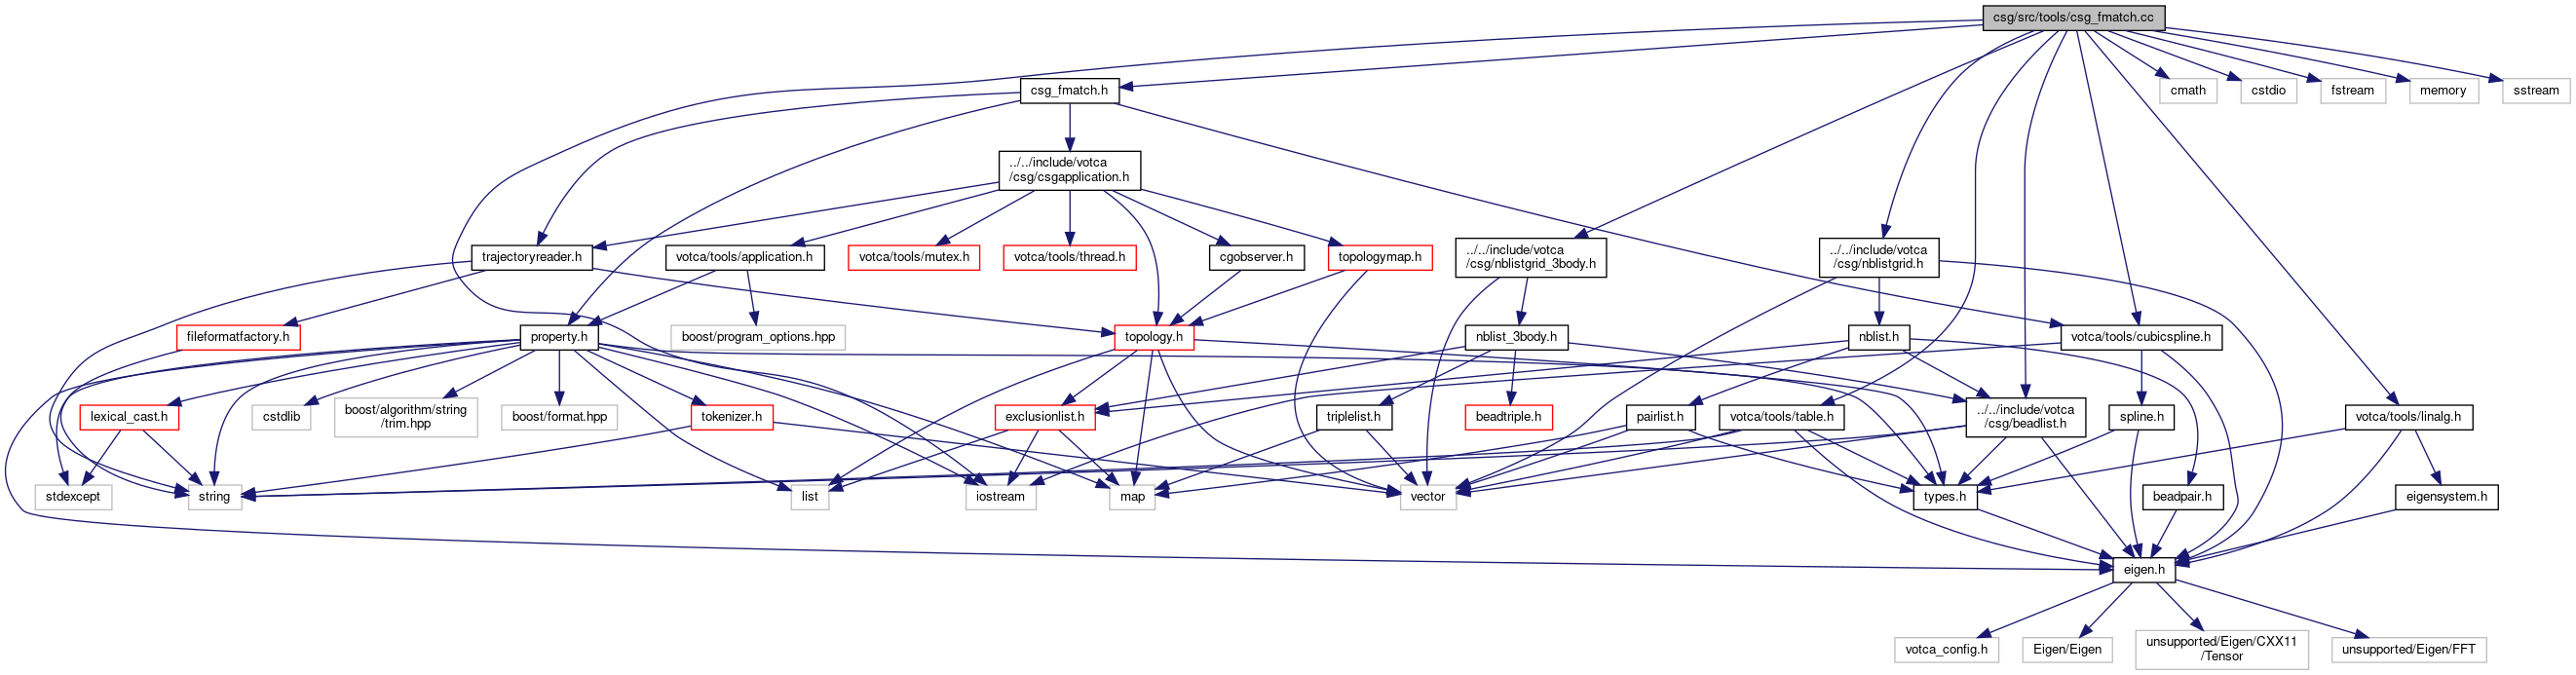 csg/src/tools/csg_fmatch.cc
csg_fmatch.h
cmath
cstdio
fstream
memory
sstream
../../include/votca
/csg/csgapplication.h
trajectoryreader.h
votca/tools/application.h
votca/tools/mutex.h
votca/tools/thread.h
cgobserver.h
topologymap.h
../../include/votca
/csg/nblistgrid_3body.h
../../include/votca
/csg/nblistgrid.h
fileformatfactory.h
property.h
boost/program_options.hpp
topology.h
nblist_3body.h
nblist.h
votca/tools/cubicspline.h
lexical_cast.h
cstdlib
boost/algorithm/string
/trim.hpp
boost/format.hpp
tokenizer.h
exclusionlist.h
triplelist.h
beadtriple.h
pairlist.h
votca/tools/table.h
../../include/votca
/csg/beadlist.h
spline.h
votca/tools/linalg.h
stdexcept
string
list
iostream
map
vector
types.h
beadpair.h
eigensystem.h
eigen.h
votca_config.h
Eigen/Eigen
unsupported/Eigen/CXX11
/Tensor
unsupported/Eigen/FFT